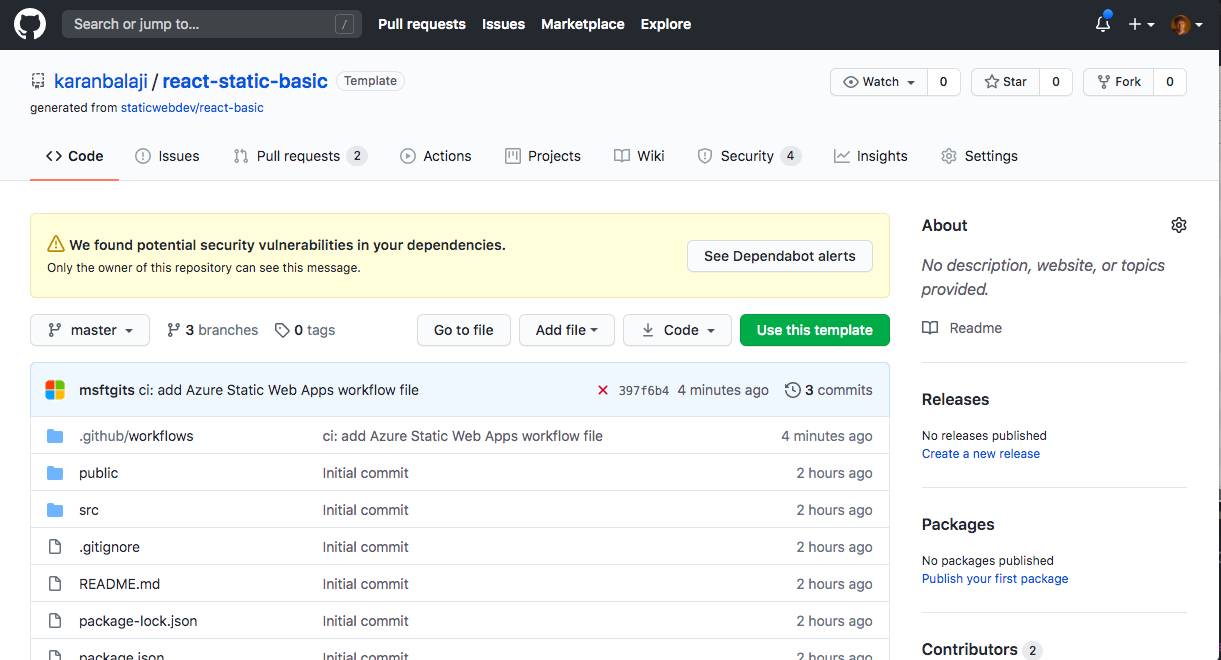 Search or jump to... / Pull requests Issues Marketplace Explore
karanbalaji / react-static-basic Template Watch 0 Star 0 Fork 0
generated from staticwebdev/react-basic
Code Issues Pull requests 2 Actions Projects Wiki Security 4 Insights Settings
We found potential security vulnerabilities in your dependencies.
Only the owner of this repository can see this message.
See Dependabot alerts
master 3 branches 0 tags Go to file Add file Code Use this template
msftgits ci: add Azure Static Web Apps workflow file 397f6b4 4 minutes ago 3 commits
.github/workflows ci: add Azure Static Web Apps workflow file 4 minutes ago
public Initial commit 2 hours ago
src Initial commit 2 hours ago
.gitignore Initial commit 2 hours ago
README.md Initial commit 2 hours ago
package-lock.json Initial commit 2 hours ago
package.json Initial commit 2 hours ago
About
No description, website, or topics
provided.
Readme
Releases
No releases published
Create a new release
Packages
No packages published
Publish your first package
Contributors 2